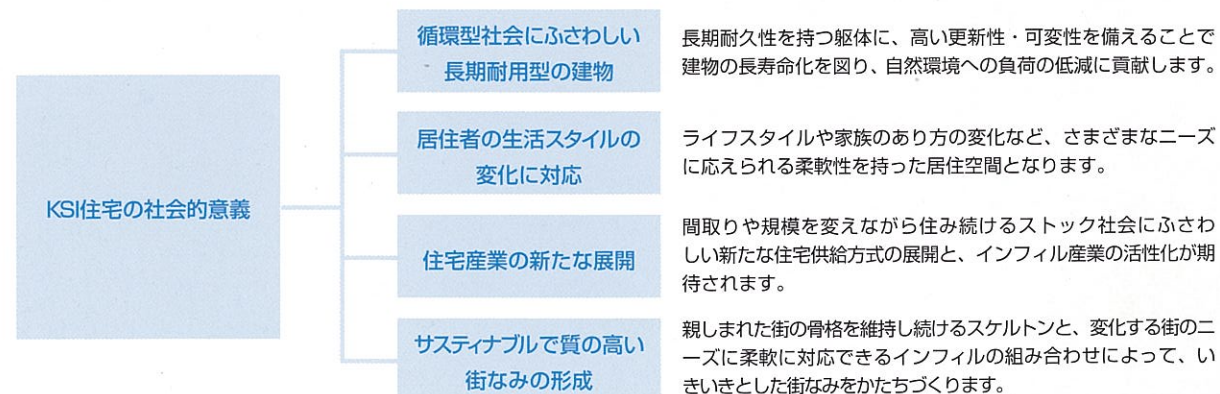 KSI住宅の社会的意義
循環型社会にふさわしい
長期耐用型の建物
長期耐久性を持つ躯体に、高い更新性・可変性を備えることで
建物の長寿命化を図り、自然環境への負荷の低減に貢献します。
居住者の生活スタイルの
変化に対応
ライフスタイルや家族のあり方の変化など、さまざまなニーズ
に応えられる柔軟性を持った居住空間となります。
住宅産業の新たな展開
間取りや規模を変えながら住み続けるストック社会にふさわ
しい新たな住宅供給方式の展開と、インフィル産業の活性化が期
待されます。
サスティナブルで質の高い
街なみの形成
親しまれた街の骨格を維持し続けるスケルトンと、変化する街のニ
ーズに柔軟に対応できるインフィルの組み合わせによって、い
きいきとした街なみをかたちづくります。